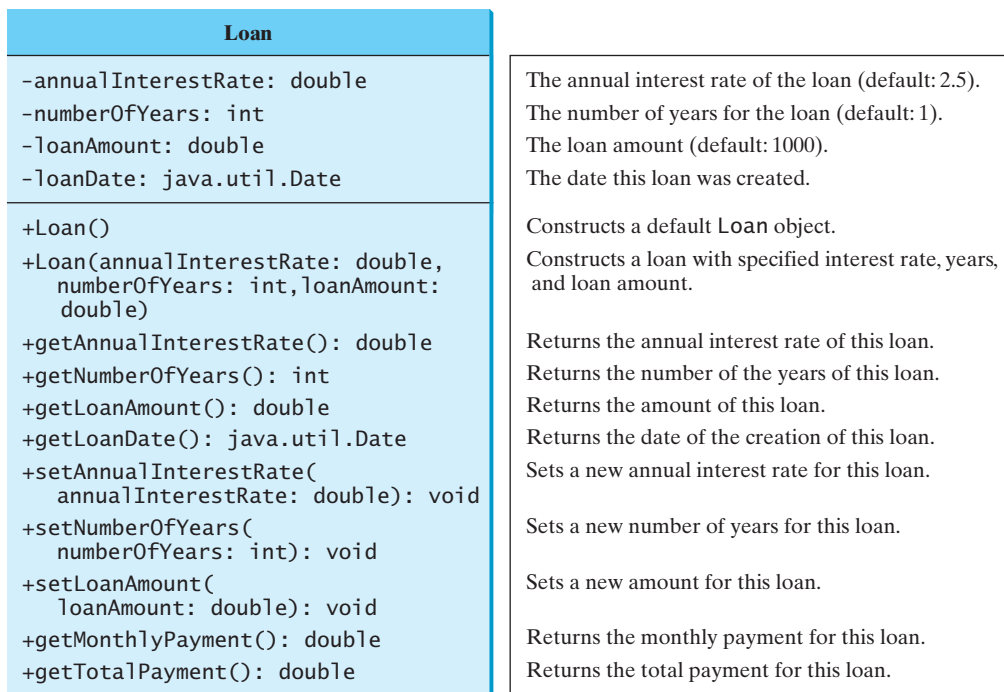 Loan
-annualInterestRate: double
-numberOfYears: int
-loanAmount: double
-loanDate: java.util.Date
The annual interest rate of the loan (default: 2.5).
The number of years for the loan (default: 1).
The loan amount (default: 1000).
The date this loan was created.
+Loan()
+Loan(annualInterestRate: double,
numberOfYears: int,loanAmount:
double)
+getAnnualInterestRate(): double
+getNumberOfYears(): int
+getLoanAmount(): double
+getLoanDate(): java.util.Date
+setAnnualInterestRate(
annualInterestRate: double): void
+setNumberOfYears(
numberOfYears: int): void
+setLoanAmount(
loanAmount: double): void
+getMonthlyPayment(): double
+getTotalPayment(): double
Constructs a default Loan object.
Constructs a loan with specified interest rate, years,
and loan amount.
Returns the annual interest rate of this loan.
Returns the number of the years of this loan.
Returns the amount of this loan.
Returns the date of the creation of this loan.
Sets a new annual interest rate for this loan.
Sets a new number of years for this loan.
Sets a new amount for this loan.
Returns the monthly payment for this loan.
Returns the total payment for this loan.